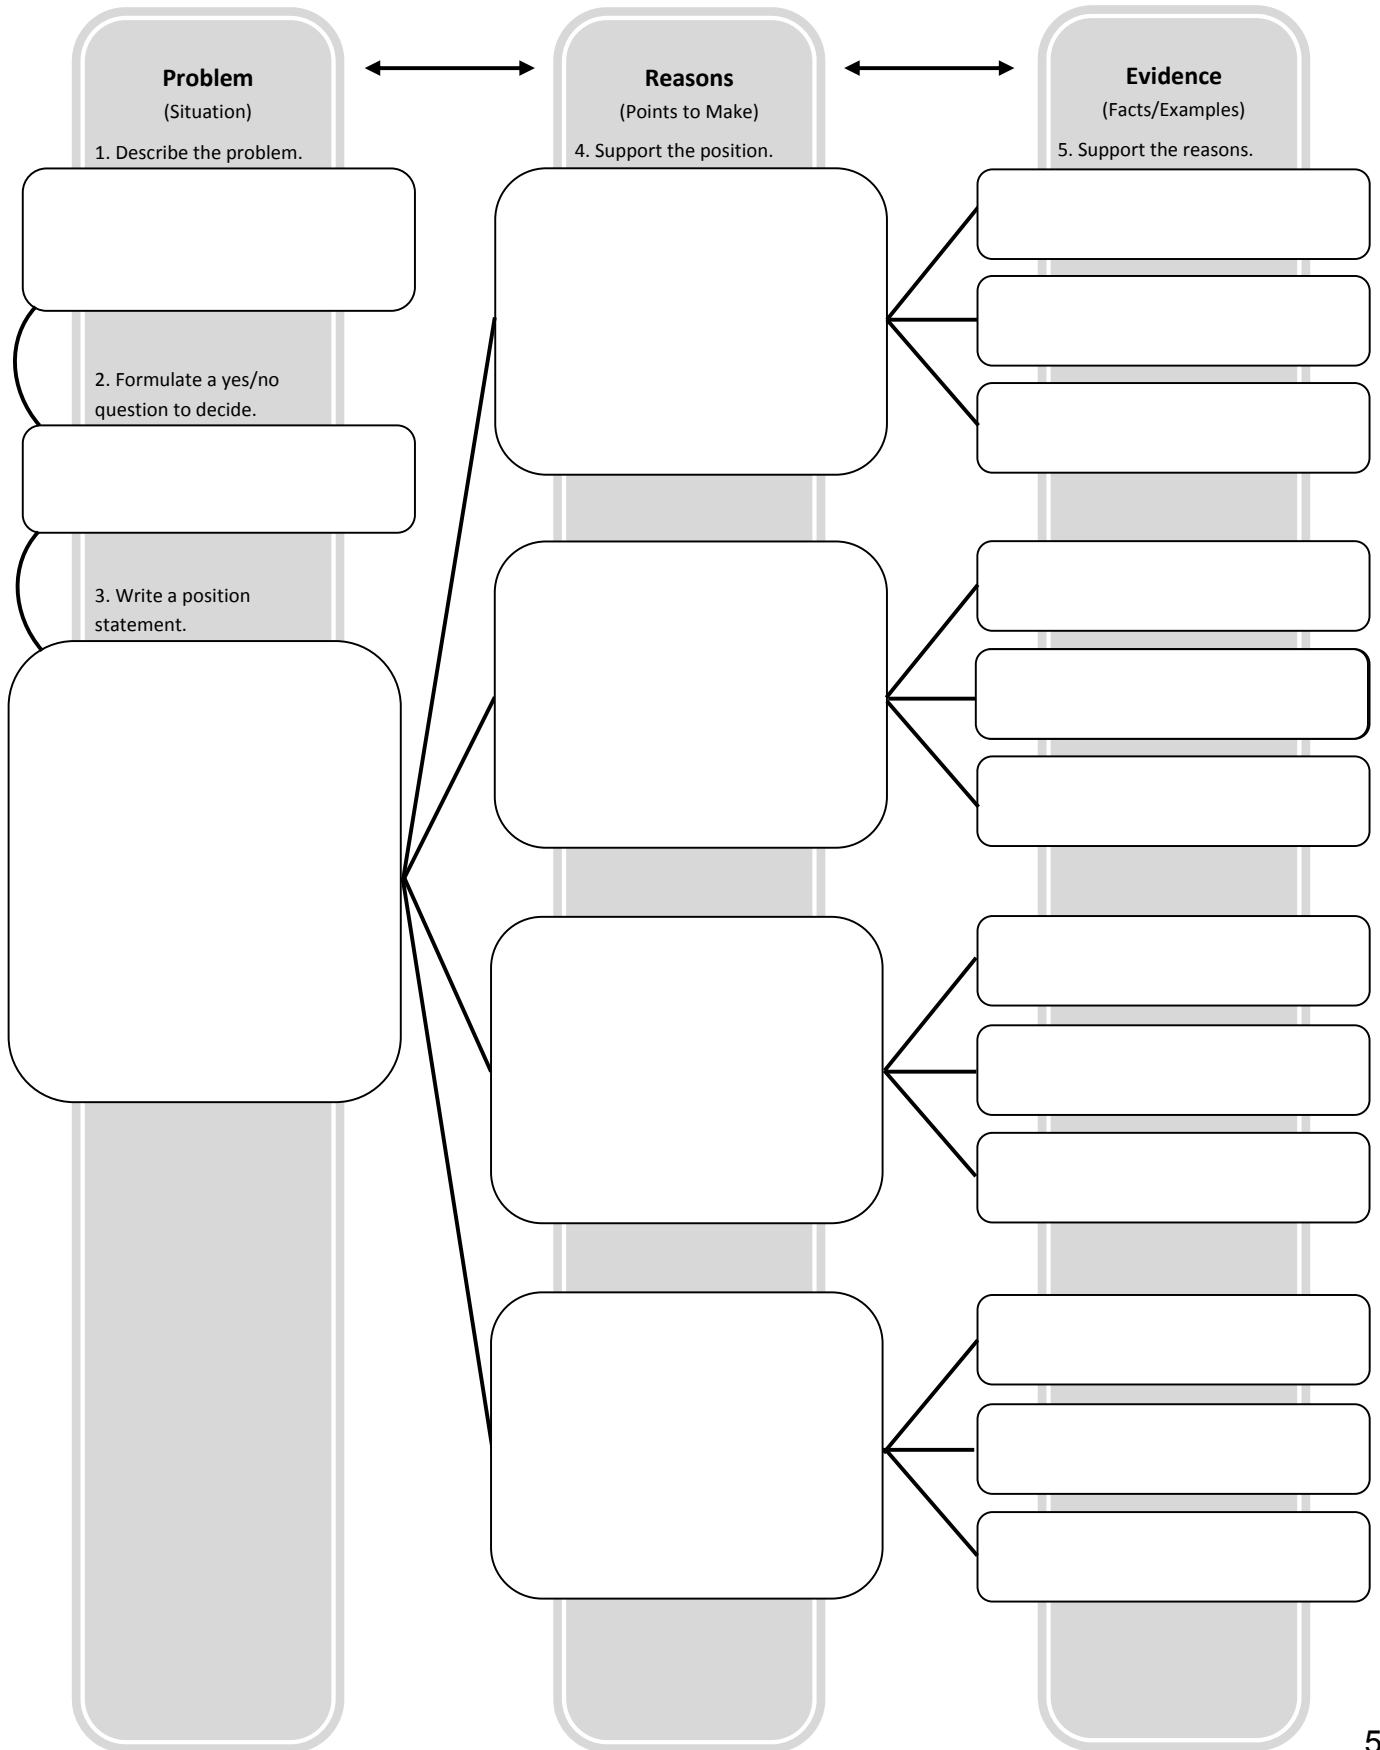 Problem
(Situation)
1. Describe the problem.
2. Formulate a yes/no
question to decide.
3. Write a position
statement.
Reasons
(Points to Make)
4. Support the position.
Evidence
(Facts/Examples)
5. Support the reasons.
5